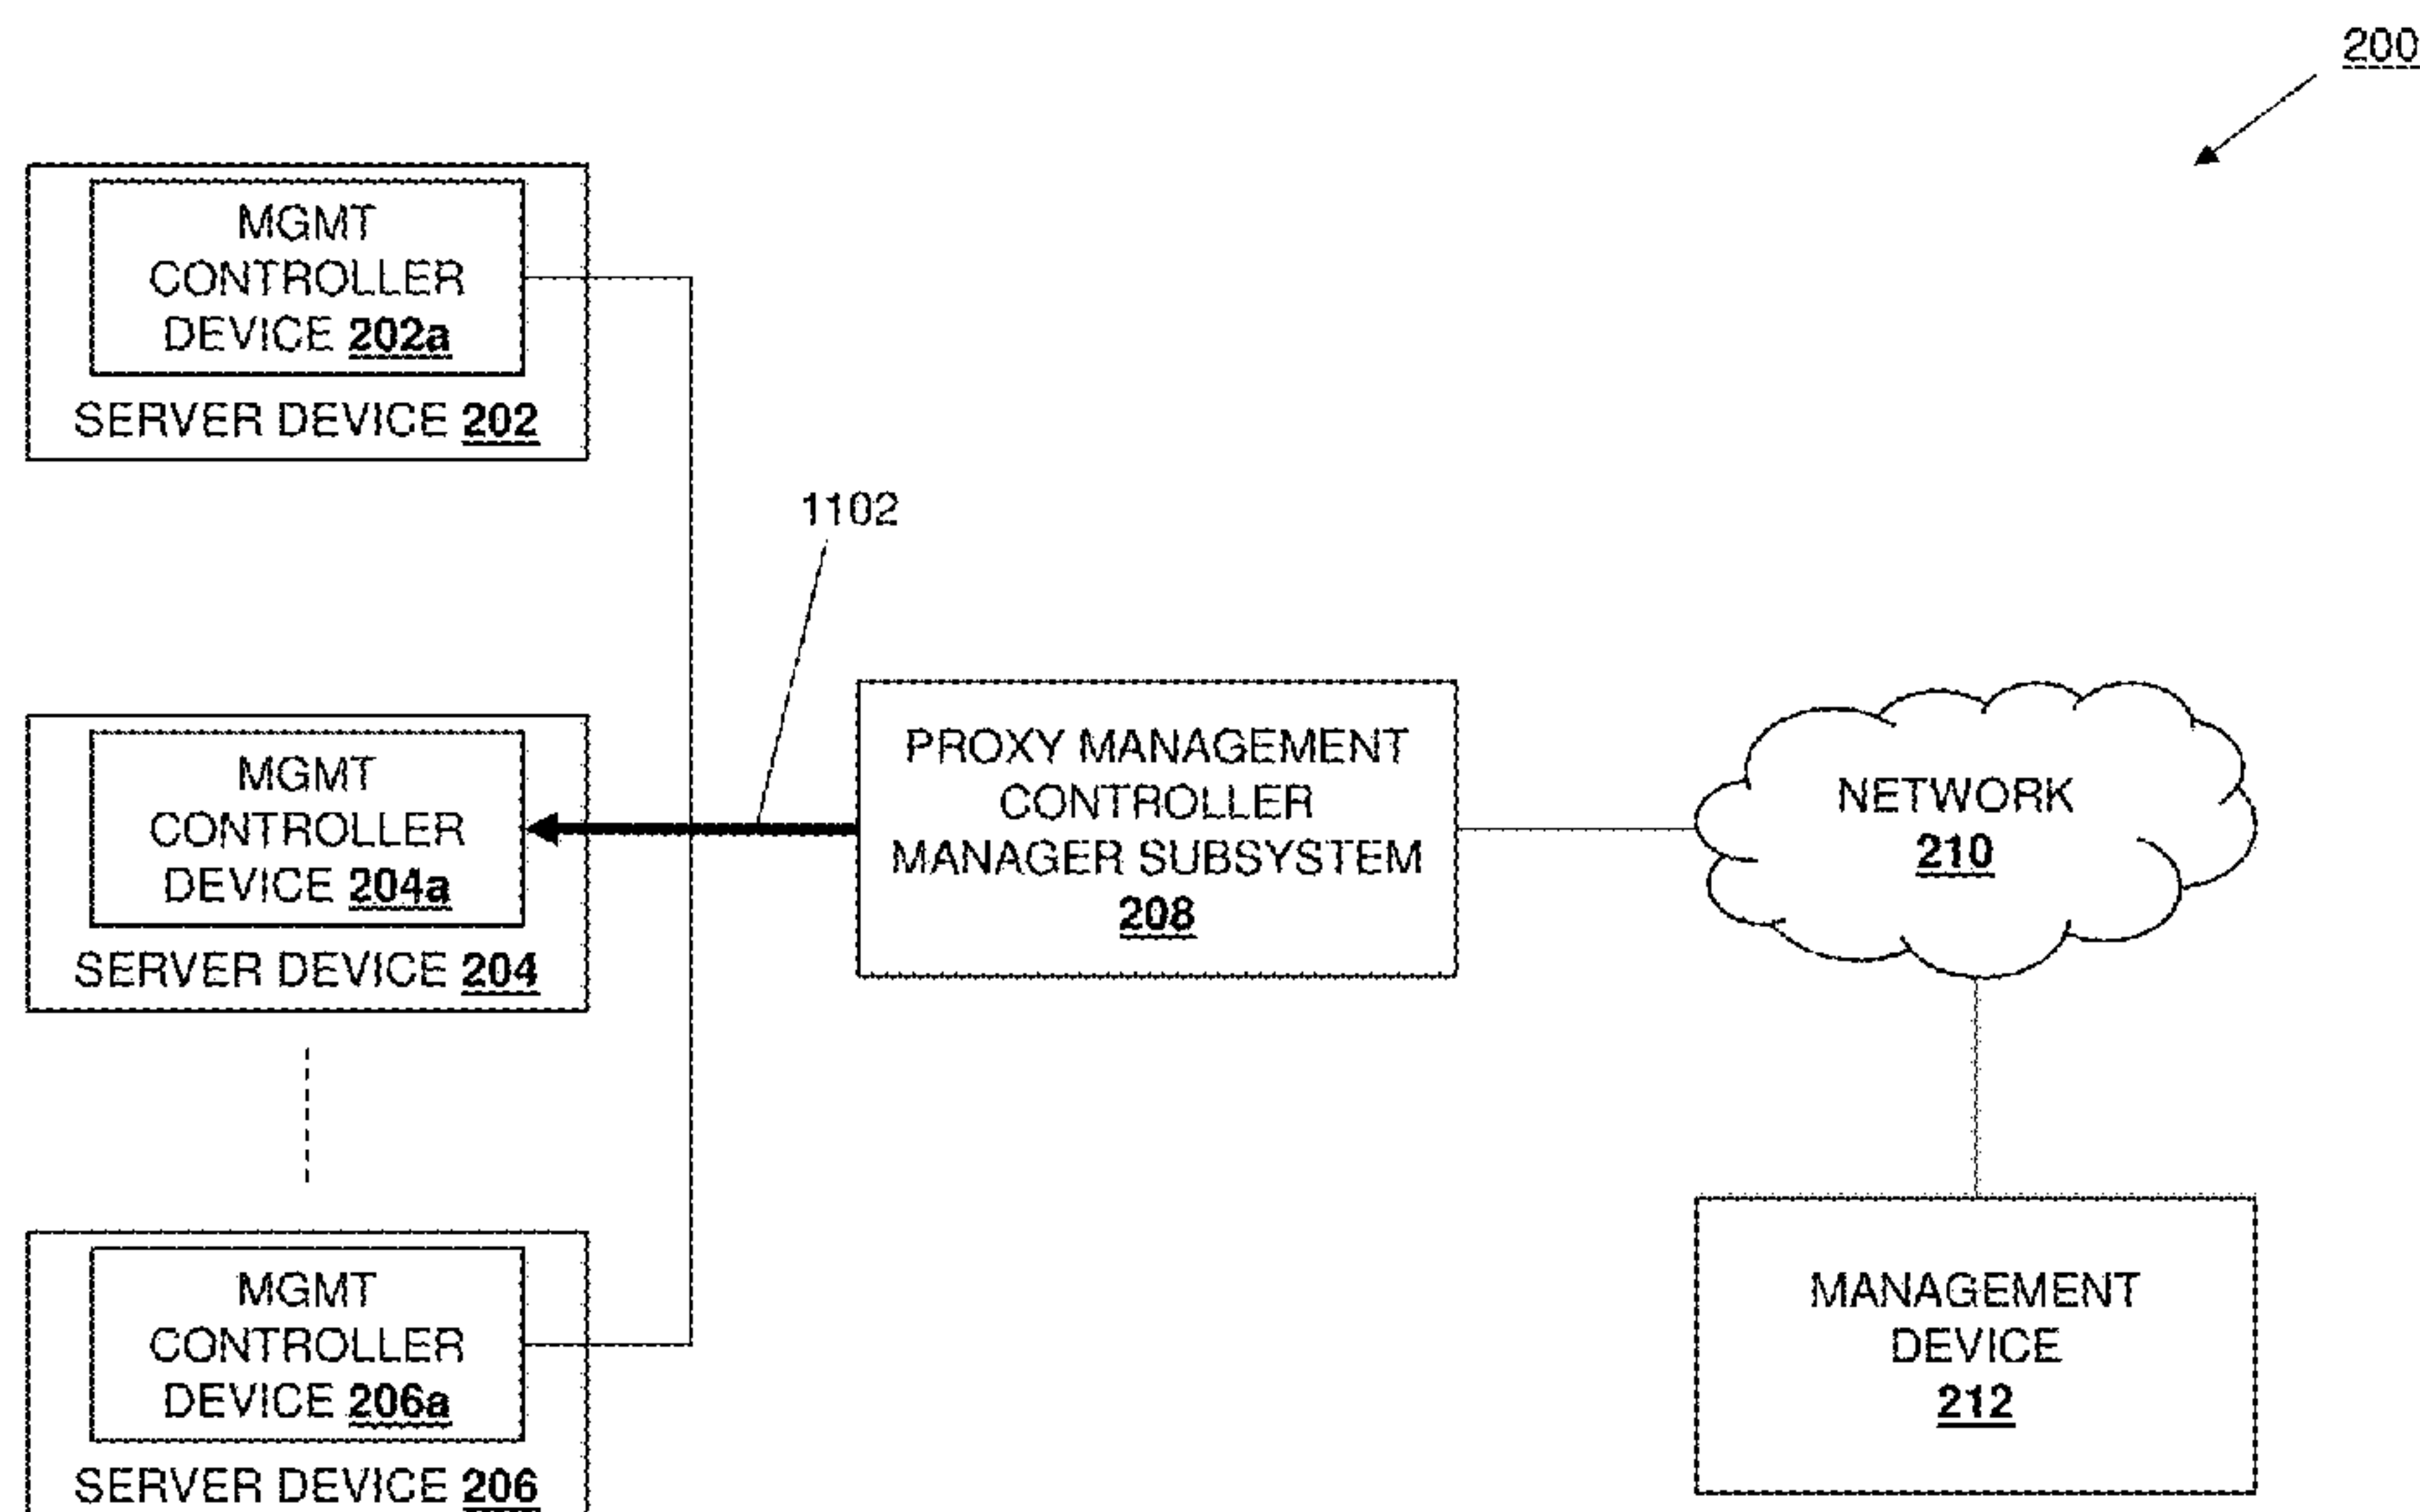 200
MGMT
CONTROLLER
DEVICE 202a
SERVER DEVICE 202
1102
MGMT
CONTROLLER
DEVICE 204a
SERVER DEVICE 204
PROXY MANAGEMENT
CONTROLLER
MANAGER SUBSYSTEM
208
NETWORK
210
MGMT
CONTROLLER
DEVICE 206a
SERVER DEVICE 206
MANAGEMENT
DEVICE
212